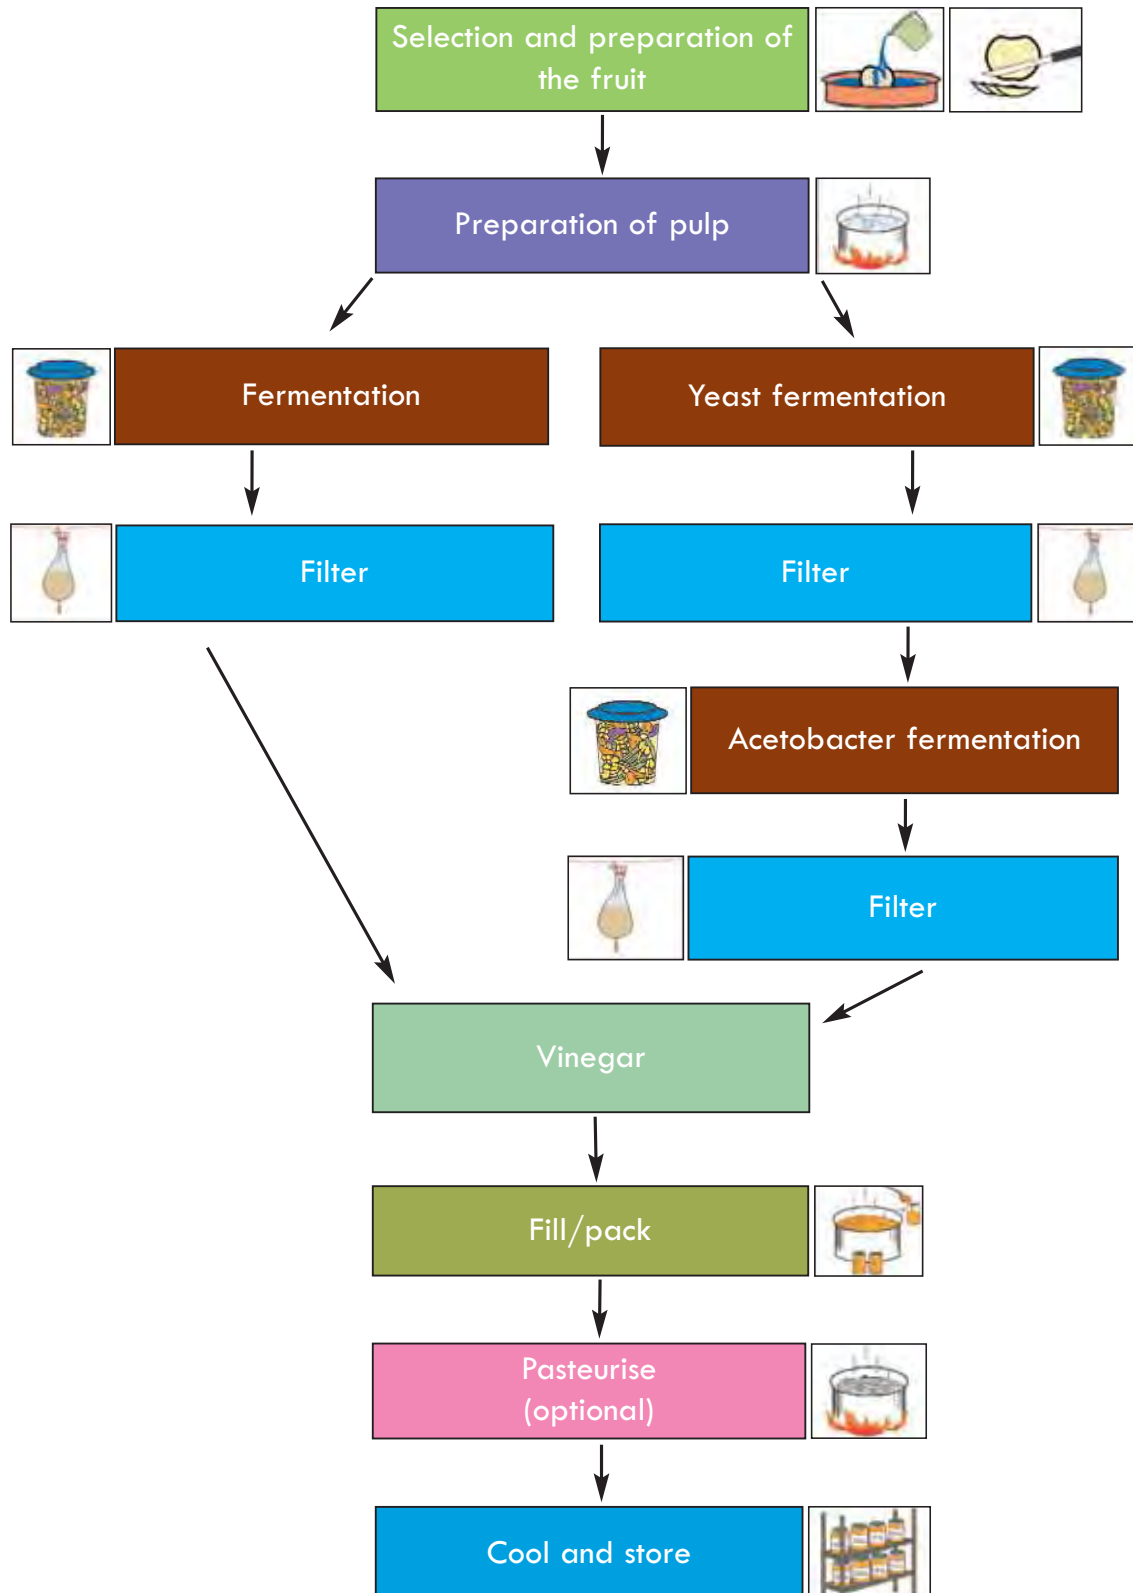 Selection and preparation of
the fruit
Preparation of pulp
Fermentation
Yeast fermentation
Filter
Filter
Acetobacter fermentation
Filter
Vinegar
Fill/pack
Pasteurise
(optional)
Cool and store